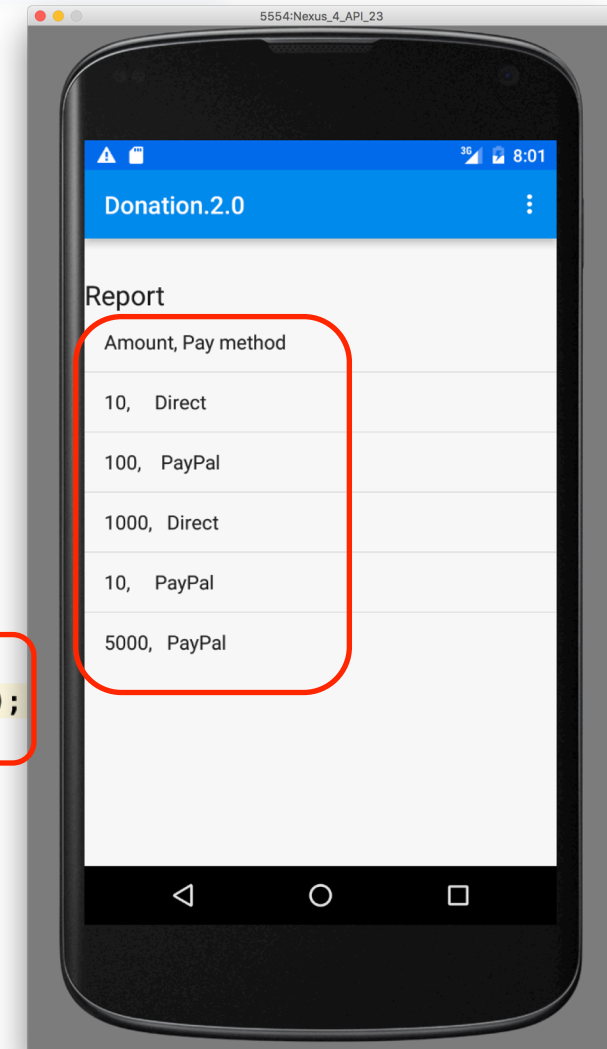 5554:Nexus_4_API_23
3G 8:01
Donation.2.0
Report
Amount, Pay method
10, Direct
100, PayPal
1000, Direct
10, PayPal
5000, PayPal
);